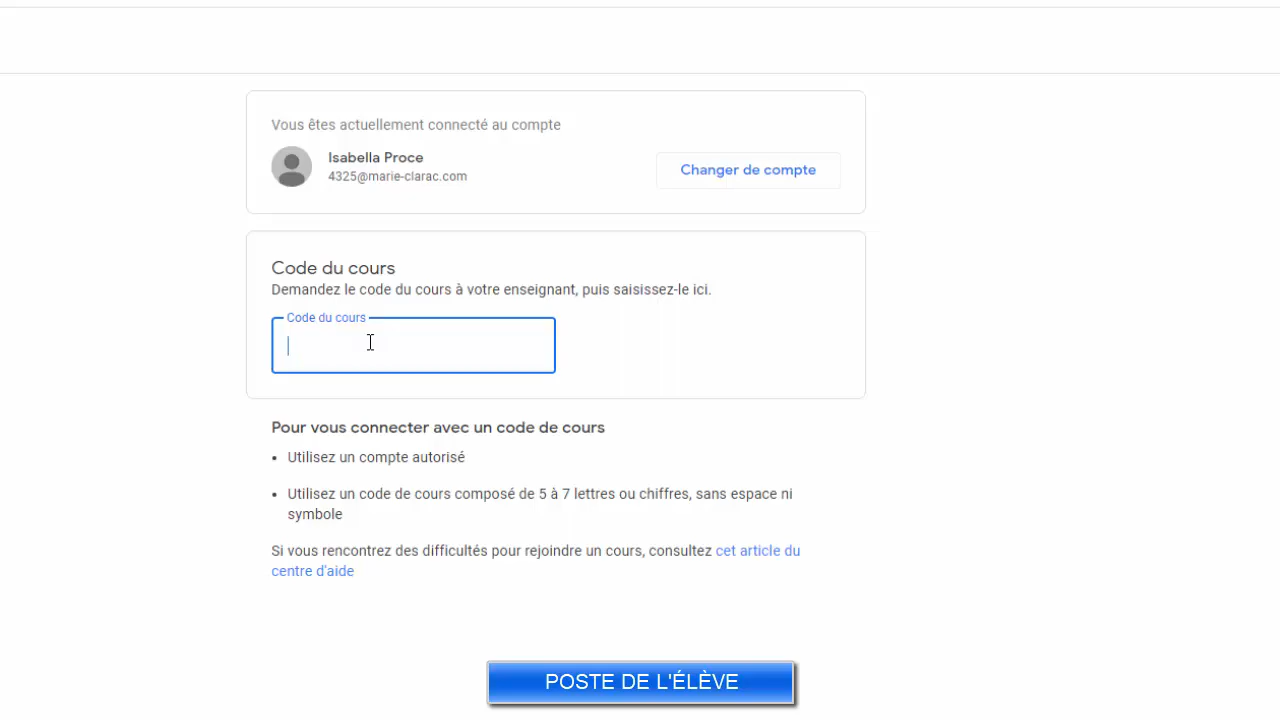 Vous êtes actuellement connecté au compte
Isabella Proce
4325@marie-clarac.com
Changer de compte
Code du cours
Demandez le code du cours à votre enseignant, puis saisissez-le ici.
Code du cours
Pour vous connecter avec un code de cours
• Utilisez un compte autorisé
• Utilisez un code de cours composé de 5 à 7 lettres ou chiffres, sans espace ni
symbole
Si vous rencontrez des difficultés pour rejoindre un cours, consultez cet article du
centre d'aide
POSTE DE L'ÉLÈVE